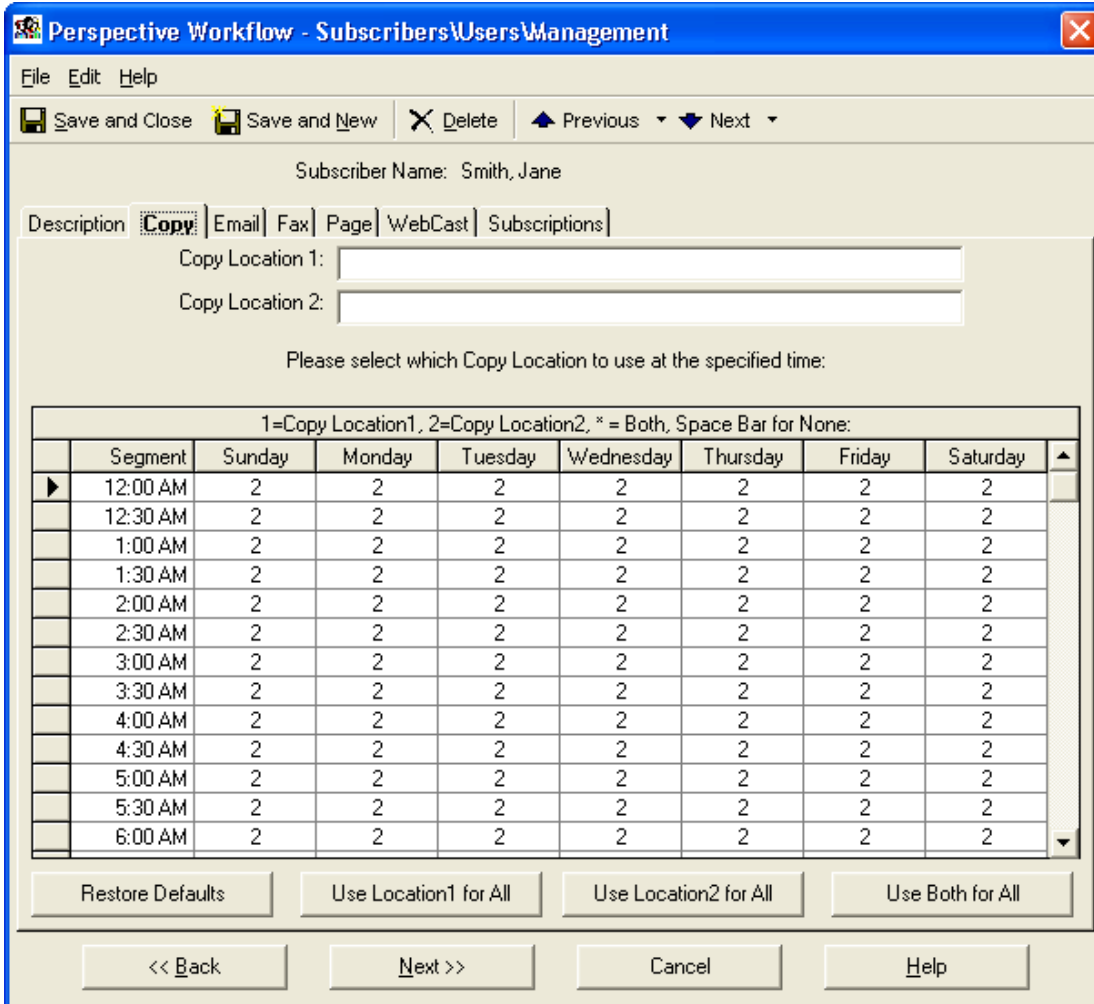 Perspective Workflow - Subscribers\Users\Management
File Edit Help
Save and Close Save and New Delete Previous Next
Subscriber Name: Smith, Jane
Description Copy Email Fax Page WebCast Subscriptions
Copy Location 1:
Copy Location 2:
Please select which Copy Location to use at the specified time:
1=Copy Location1, 2=Copy Location2, * = Both, Space Bar for None:
Segment Sunday Monday Tuesday Wednesday Thursday Friday Saturday
12:00 AM 2 2 2 2 2 2 2
12:30 AM 2 2 2 2 2 2 2
1:00 AM 2 2 2 2 2 2 2
1:30 AM 2 2 2 2 2 2 2
2:00 AM 2 2 2 2 2 2 2
2:30 AM 2 2 2 2 2 2 2
3:00 AM 2 2 2 2 2 2 2
3:30 AM 2 2 2 2 2 2 2
4:00 AM 2 2 2 2 2 2 2
4:30 AM 2 2 2 2 2 2 2
5:00 AM 2 2 2 2 2 2 2
5:30 AM 2 2 2 2 2 2 2
6:00 AM 2 2 2 2 2 2 2
Restore Defaults Use Location1 for All Use Location2 for All Use Both for All
<< Back Next >> Cancel Help